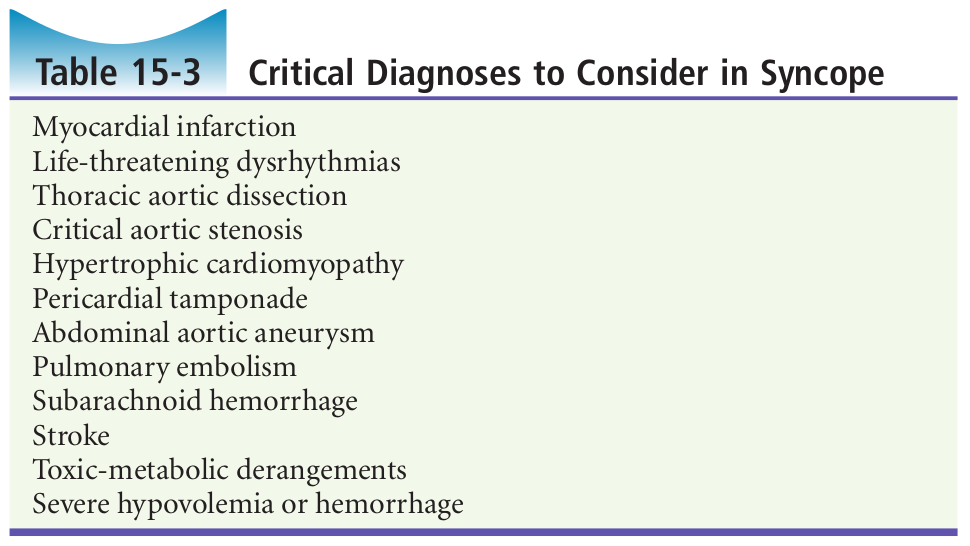 Table 15-3 Critical Diagnoses to Consider in Syncope
Myocardial infarction
Life-threatening dysrhythmias
Thoracic aortic dissection
Critical aortic stenosis
Hypertrophic cardiomyopathy
Pericardial tamponade
Abdominal aortic aneurysm
Pulmonary embolism
Subarachnoid hemorrhage
Stroke
Toxic-metabolic derangements
Severe hypovolemia or hemorrhage